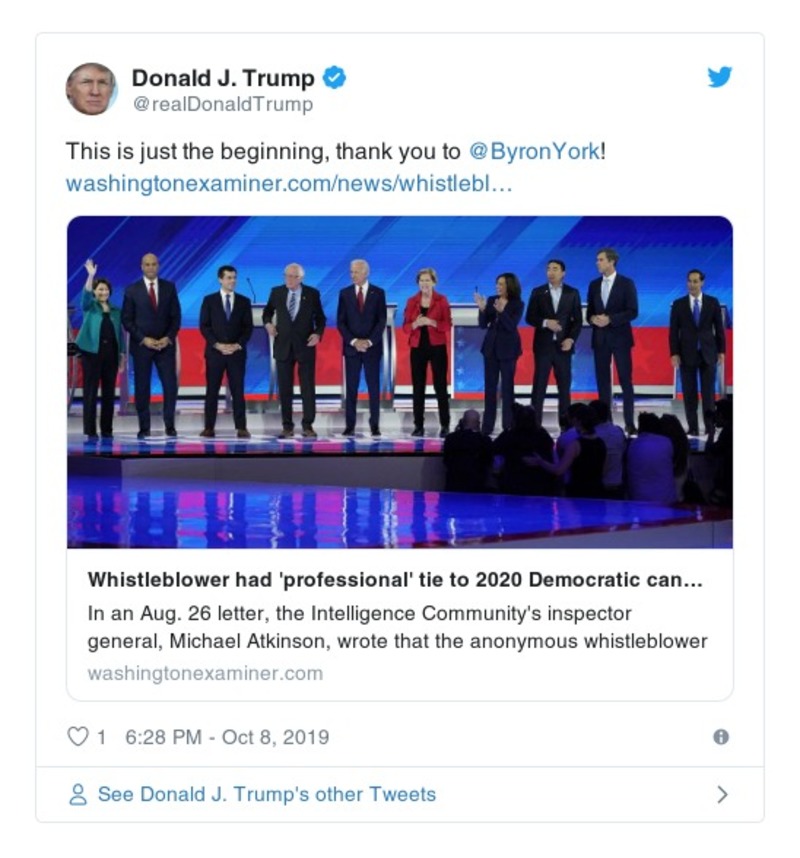 Donald J. Trump
@realDonaldTrump
This is just the beginning, thank you to @ByronYork!
washingtonexaminer.com/news/whistlebl…
Whistleblower had 'professional' tie to 2020 Democratic can...
In an Aug. 26 letter, the Intelligence Community's inspector
general, Michael Atkinson, wrote that the anonymous whistleblower
washingtonexaminer.com
1 6:28 PM - Oct 8, 2019
See Donald J. Trump's other Tweets